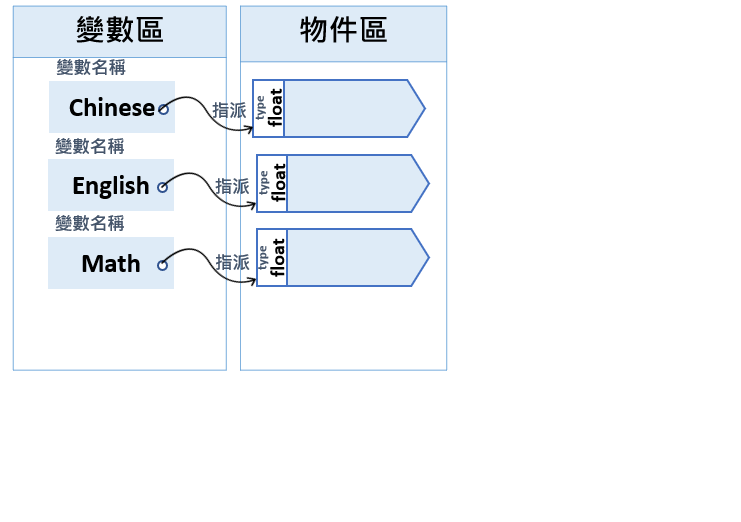 變數區
物件區
變數名稱
Chinese
指派
type
float
變數名稱
English
指派
type
float
變數名稱
Math
指派
type
float